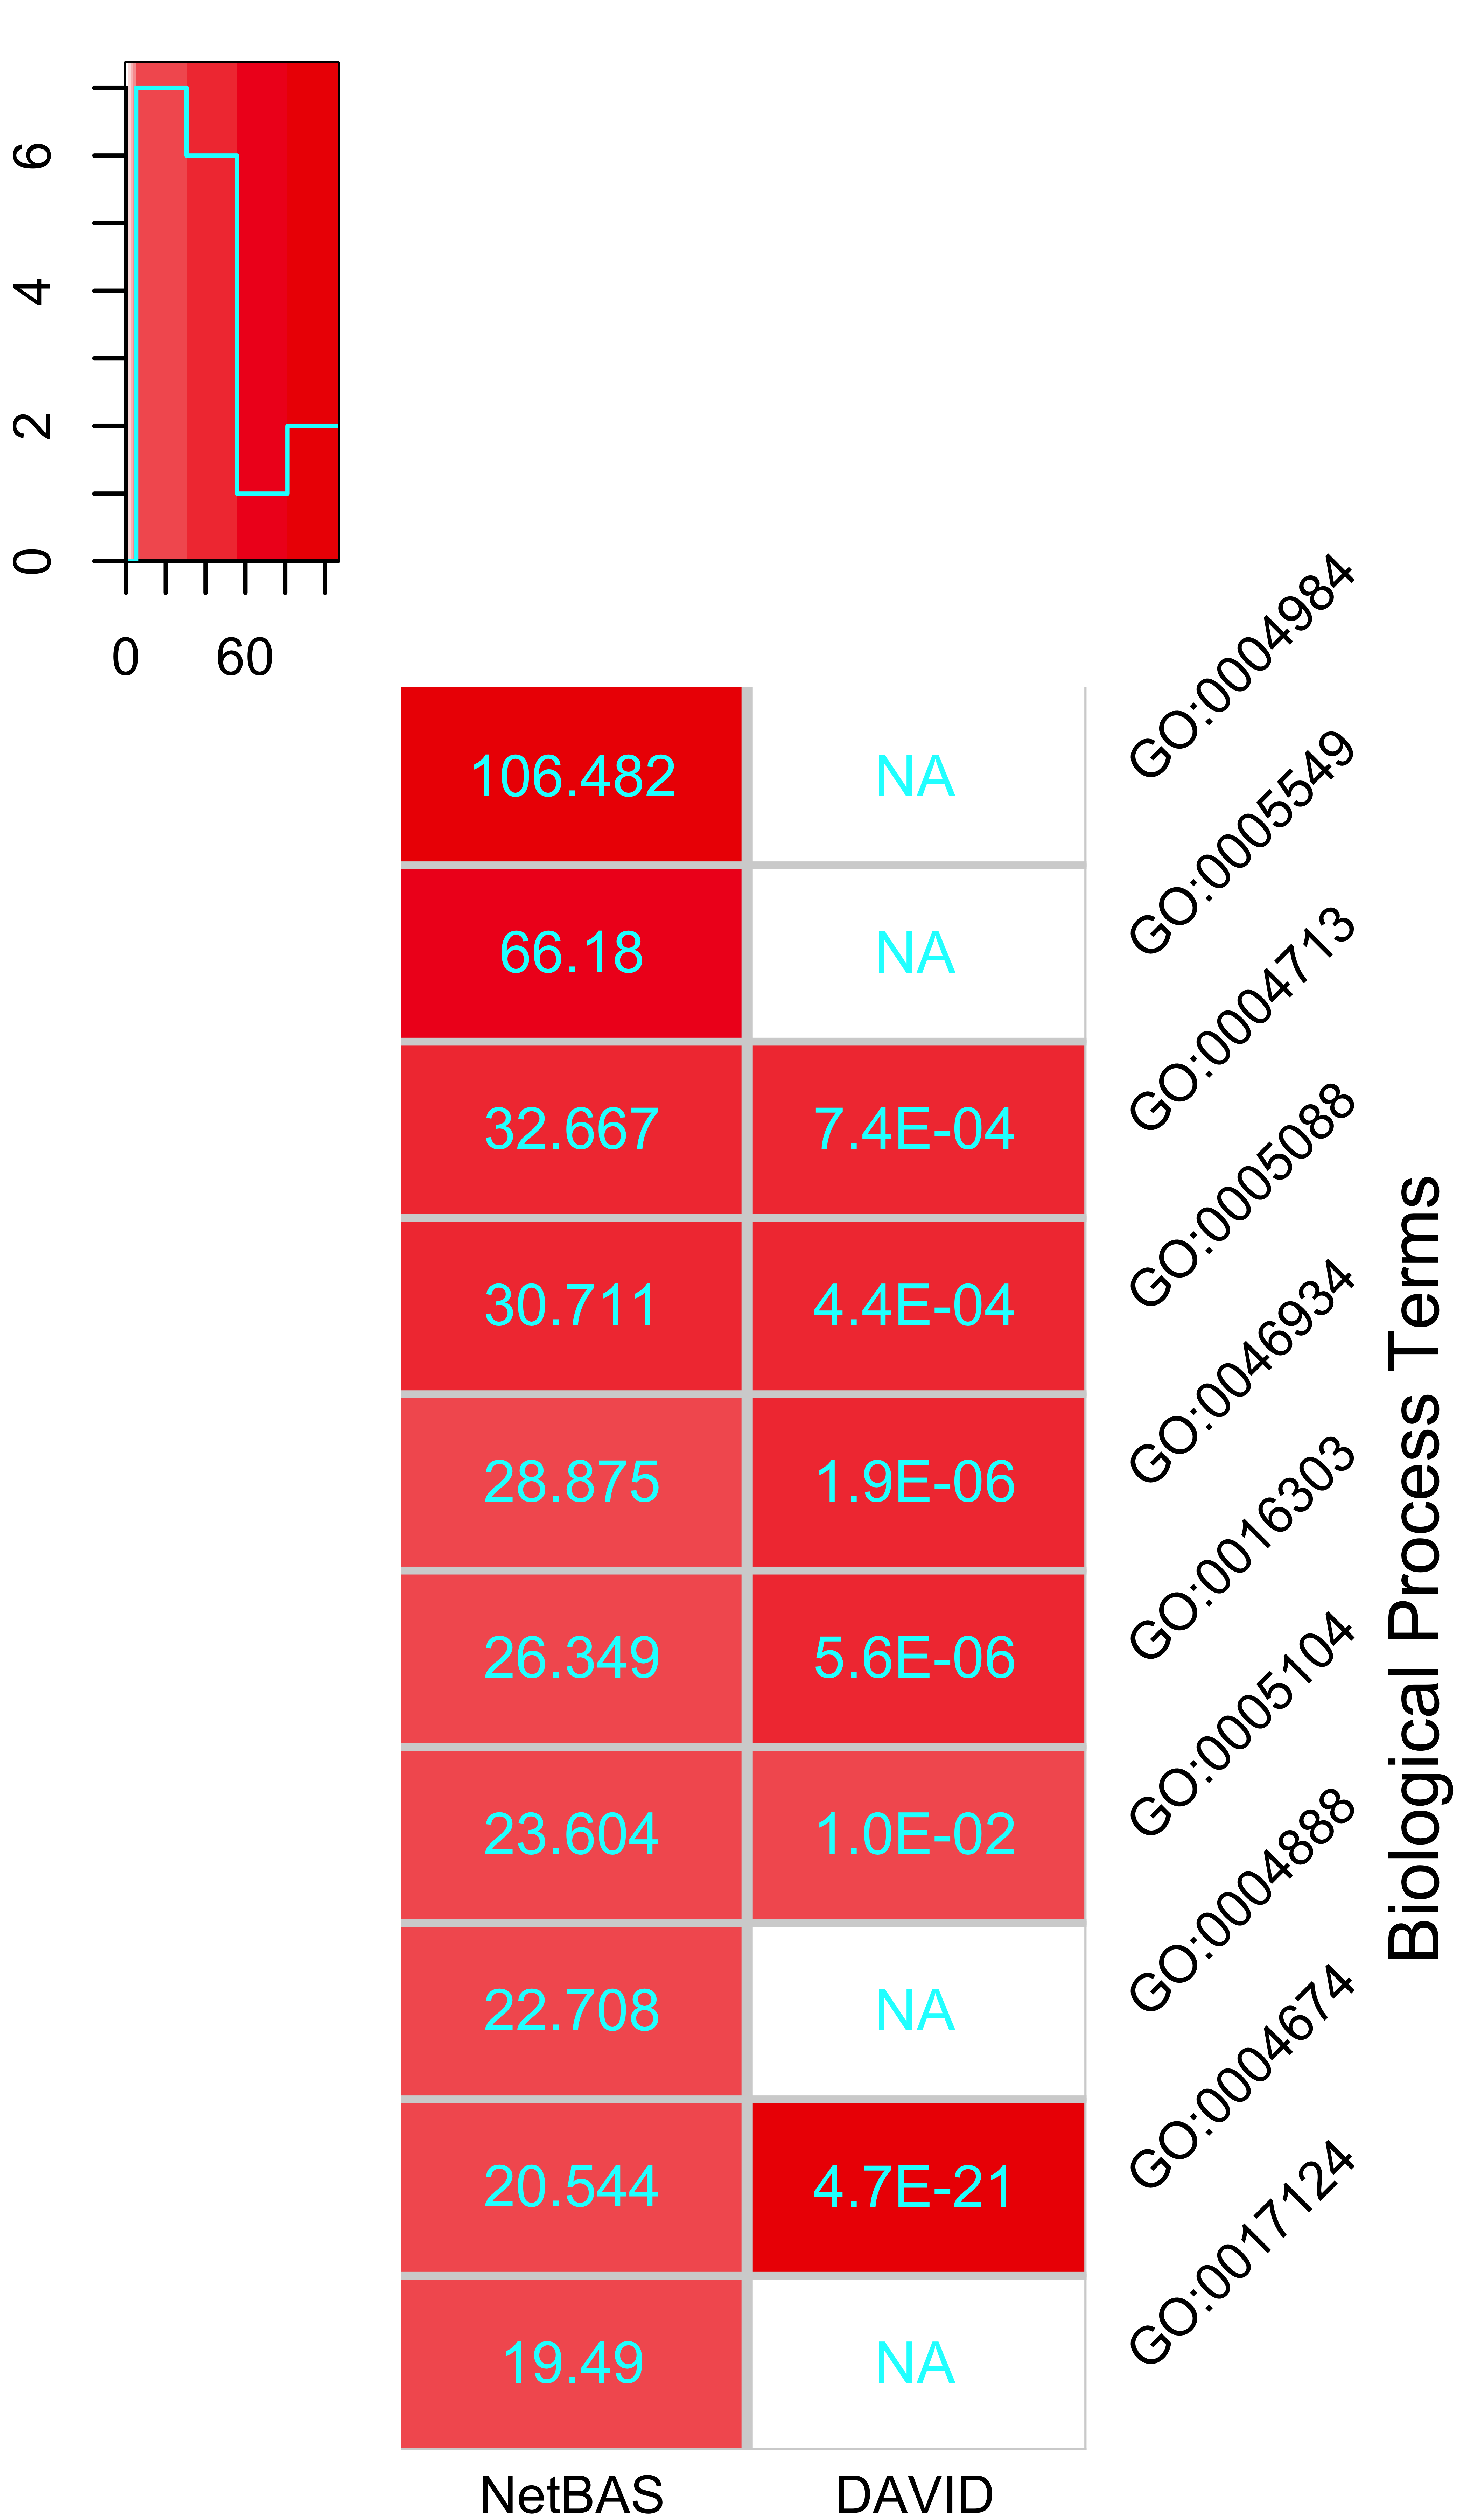 6
4
2
0
0 60
GO:0004984
106.482 NA
GO:0005549
66.18 NA
GO:0004713
32.667 7.4E-04
GO:0005088
30.711 4.4E-04
GO:0046934
28.875 1.9E-06
GO:0016303
26.349 5.6E-06
GO:0005104
23.604 1.0E-02
GO:0004888
22.708 NA
GO:0004674
20.544 4.7E-21
GO:0017124
19.49 NA
Biological Process Terms
NetBAS DAVID